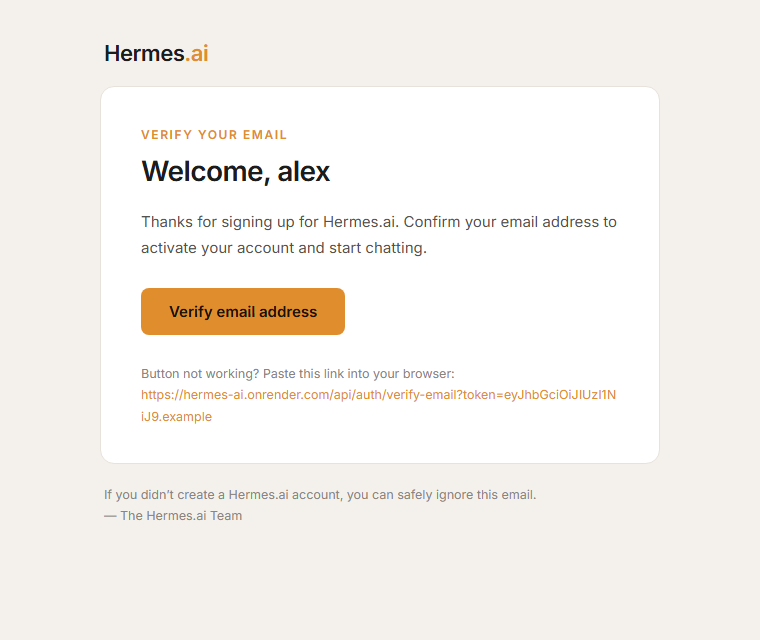 Hermes.ai
VERIFY YOUR EMAIL
Welcome, alex
Thanks for signing up for Hermes.ai. Confirm your email address to
activate your account and start chatting.
Verify email address
Button not working? Paste this link into your browser:
https://hermes-ai.onrender.com/api/auth/verify-email?token=eyJhbGciOiJIUzI1N
iJ9.example
If you didn't create a Hermes.ai account, you can safely ignore this email.
— The Hermes.ai Team